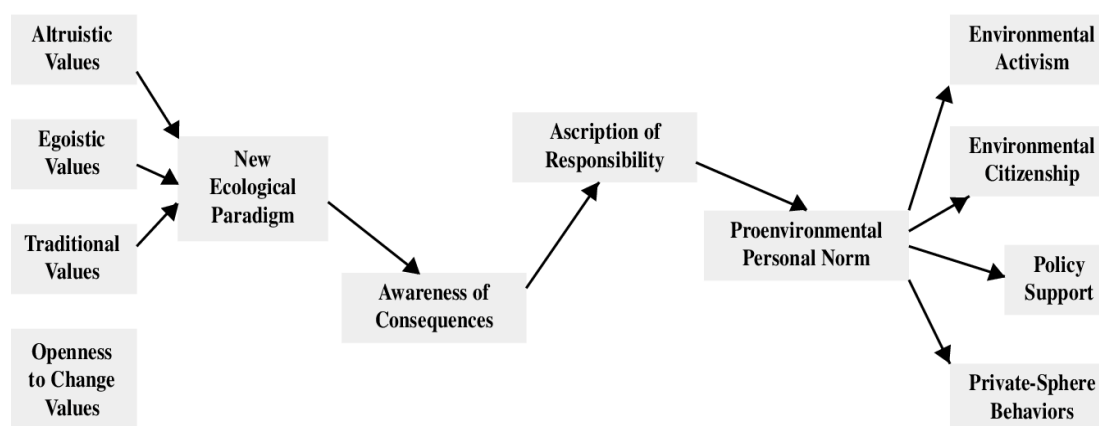 Altruistic
Values
Egoistic
Values
Traditional
Values
Openness
to Change
Values
New
Ecological
Paradigm
Awareness of
Consequences
Ascription of
Responsibility
Proenvironmental
Personal Norm
Environmental
Activism
Environmental
Citizenship
Policy
Support
Private-Sphere
Behaviors